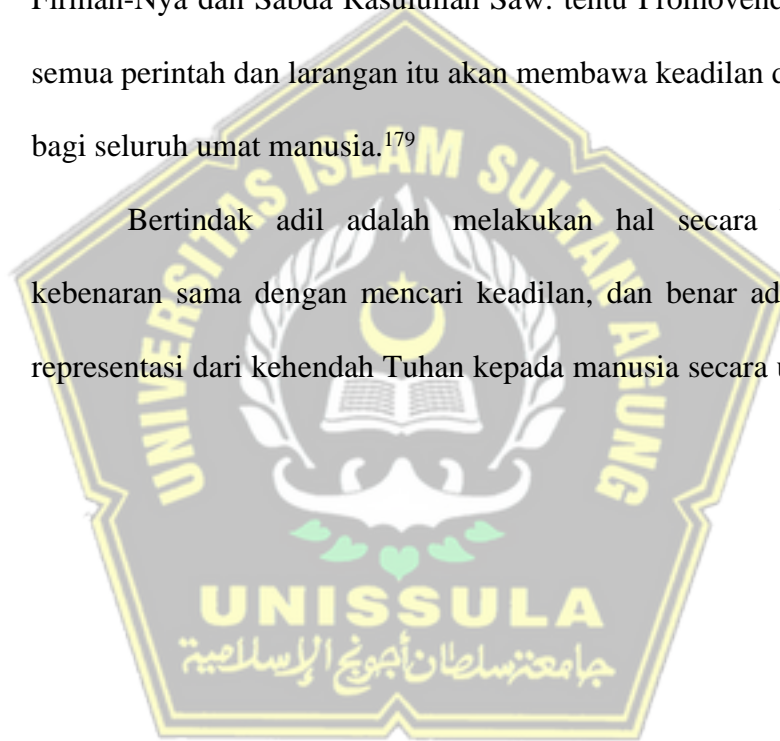 Firman-Nya dan Sabda Rasulullah Saw. tentu Promovend
semua perintah dan larangan itu akan membawa keadilan d
bagi seluruh umat manusia.179
Bertindak adil adalah melakukan hal secara
kebenaran sama dengan mencari keadilan, dan benar ad
representasi dari kehendah Tuhan kepada manusia secara u
UNIVERSITAS ISLAM SULTAN AGUNG
UNISSULA
جامعة سلطان أجونج الإسلامية